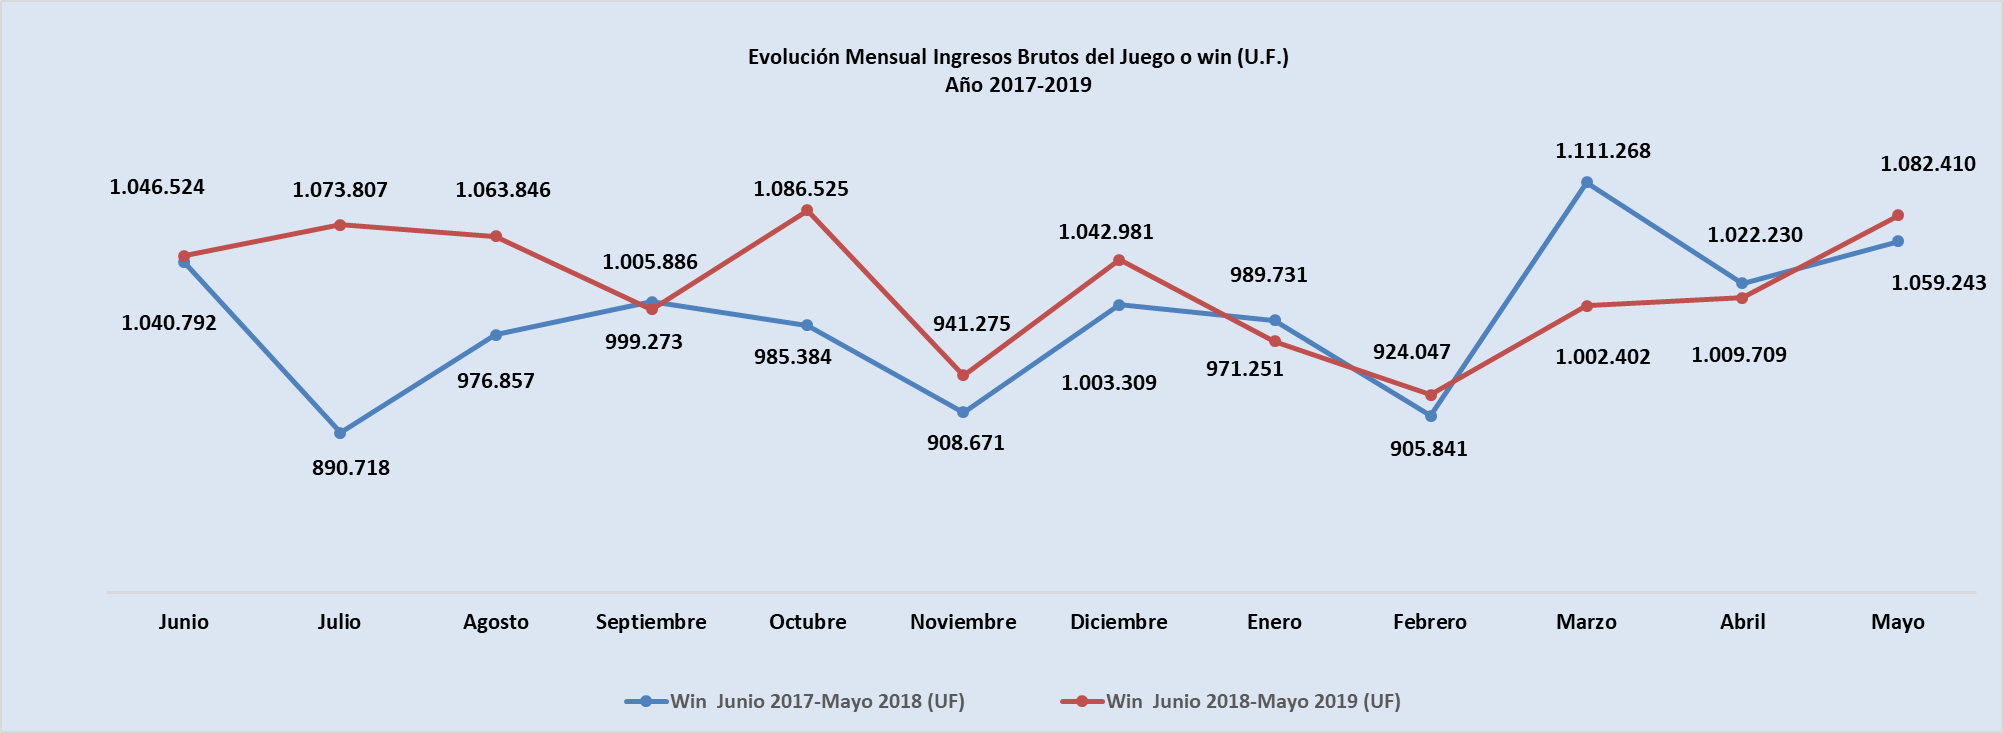 Evolución Mensual Ingresos Brutos del Juego o win (U.F.)
Año 2017-2019
1.046.524 1.073.807 1.063.846 1.005.886 1.086.525 941.275 1.042.981 989.731 924.047 1.111.268 1.022.230 1.082.410
1.040.792 890.718 976.857 999.273 985.384 908.671 1.003.309 971.251 905.841 1.002.402 1.009.709 1.059.243
Junio Julio Agosto Septiembre Octubre Noviembre Diciembre Enero Febrero Marzo Abril Mayo
Win Junio 2017-Mayo 2018 (UF) Win Junio 2018-Mayo 2019 (UF)